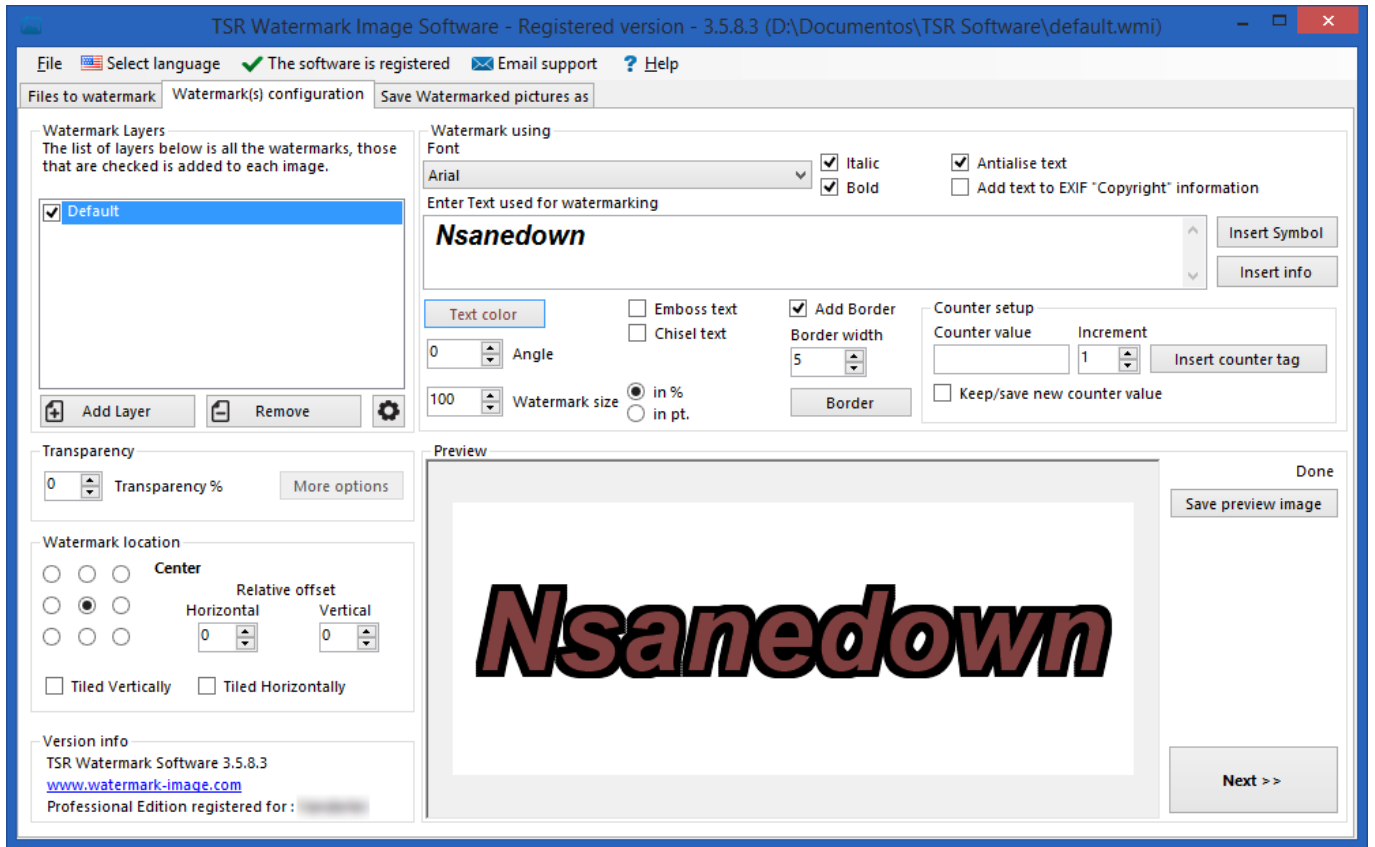 TSR Watermark Image Software - Registered version - 3.5.8.3 (D:\Documentos\TSR Software\default.wmi)
File Select language The software is registered Email support ? Help
Files to watermark Watermark(s) configuration Save Watermarked pictures as
Watermark Layers
The list of layers below is all the watermarks, those
that are checked is added to each image.
Default
Add Layer Remove
Watermark using
Font
Arial
Italic
Bold
Antialise text
Add text to EXIF "Copyright" information
Enter Text used for watermarking
Nsanedown
Insert Symbol
Insert info
Text color
Emboss text
Chisel text
0 Angle
100 Watermark size
in %
in pt.
Add Border
Border width
5
Border
Counter setup
Counter value Increment
1 Insert counter tag
Keep/save new counter value
Transparency
0 Transparency % More options
Watermark location
Center
Relative offset
Horizontal Vertical
0 0
Tiled Vertically Tiled Horizontally
Version info
TSR Watermark Software 3.5.8.3
www.watermark-image.com
Professional Edition registered for :
Preview
Nsanedown
Done
Save preview image
Next >>